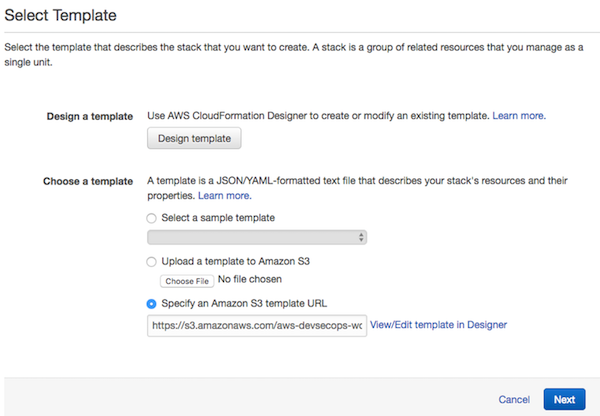 Select Template
Select the template that describes the stack that you want to create. A stack is a group of related resources that you manage as a
single unit.
Design a template
Use AWS CloudFormation Designer to create or modify an existing template. Learn more.
Design template
Choose a template
A template is a JSON/YAML-formatted text file that describes your stack's resources and their
properties. Learn more.
Select a sample template
Upload a template to Amazon S3
Choose File No file chosen
Specify an Amazon S3 template URL
https://s3.amazonaws.com/aws-devsecops-wc View/Edit template in Designer
Cancel Next